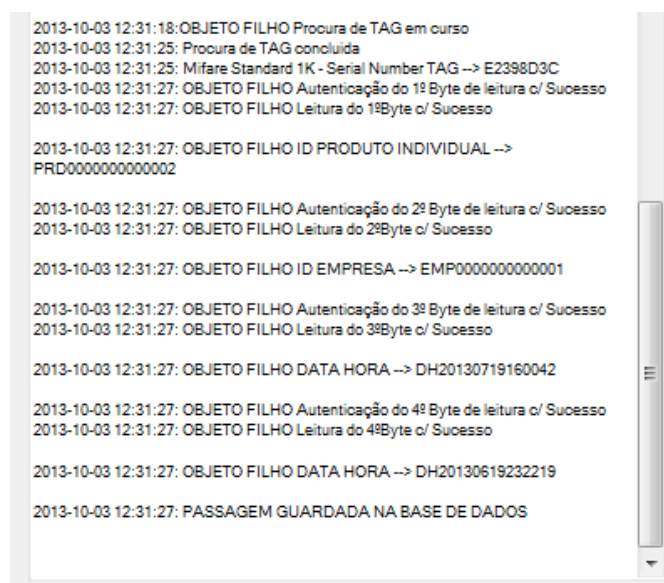 2013-10-03 12:31:18:OBJETO FILHO Procura de TAG em curso
2013-10-03 12:31:25: Procura de TAG concluida
2013-10-03 12:31:25: Mifare Standard 1K - Serial Number TAG --> E2398D3C
2013-10-03 12:31:27: OBJETO FILHO Autenticação do 1º Byte de leitura c/ Sucesso
2013-10-03 12:31:27: OBJETO FILHO Leitura do 1ºByte c/ Sucesso
2013-10-03 12:31:27: OBJETO FILHO ID PRODUTO INDIVIDUAL -->
PRD0000000000002
2013-10-03 12:31:27: OBJETO FILHO Autenticação do 2º Byte de leitura c/ Sucesso
2013-10-03 12:31:27: OBJETO FILHO Leitura do 2ºByte c/ Sucesso
2013-10-03 12:31:27: OBJETO FILHO ID EMPRESA --> EMP0000000000001
2013-10-03 12:31:27: OBJETO FILHO Autenticação do 3º Byte de leitura c/ Sucesso
2013-10-03 12:31:27: OBJETO FILHO Leitura do 3ºByte c/ Sucesso
2013-10-03 12:31:27: OBJETO FILHO DATA HORA --> DH20130719160042
2013-10-03 12:31:27: OBJETO FILHO Autenticação do 4º Byte de leitura c/ Sucesso
2013-10-03 12:31:27: OBJETO FILHO Leitura do 4ºByte c/ Sucesso
2013-10-03 12:31:27: OBJETO FILHO DATA HORA --> DH20130619232219
2013-10-03 12:31:27: PASSAGEM GUARDADA NA BASE DE DADOS